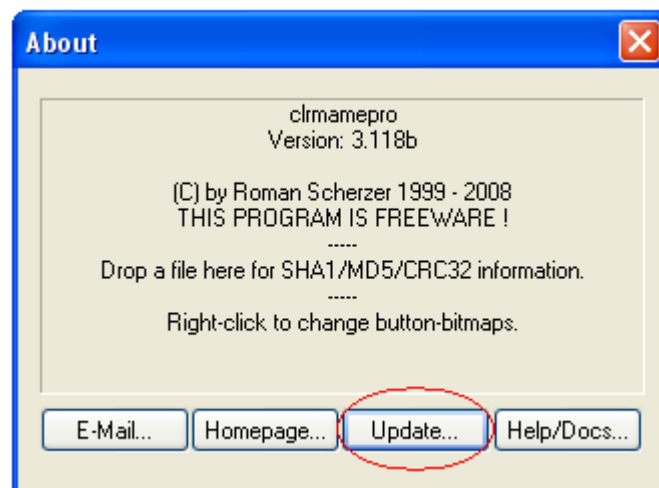 About
clrmamepro
Version: 3.118b
(C) by Roman Scherzer 1999 - 2008
THIS PROGRAM IS FREEWARE !
-----
Drop a file here for SHA1/MD5/CRC32 information.
-----
Right-click to change button-bitmaps.
E-Mail... Homepage... Update... Help/Docs...